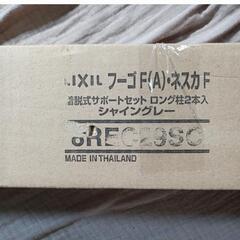 LIXIL フーゴF(A)・ネスカF
着脱式サポートセット ロング柱2本入
シャイングレー
MADE IN THAILAND